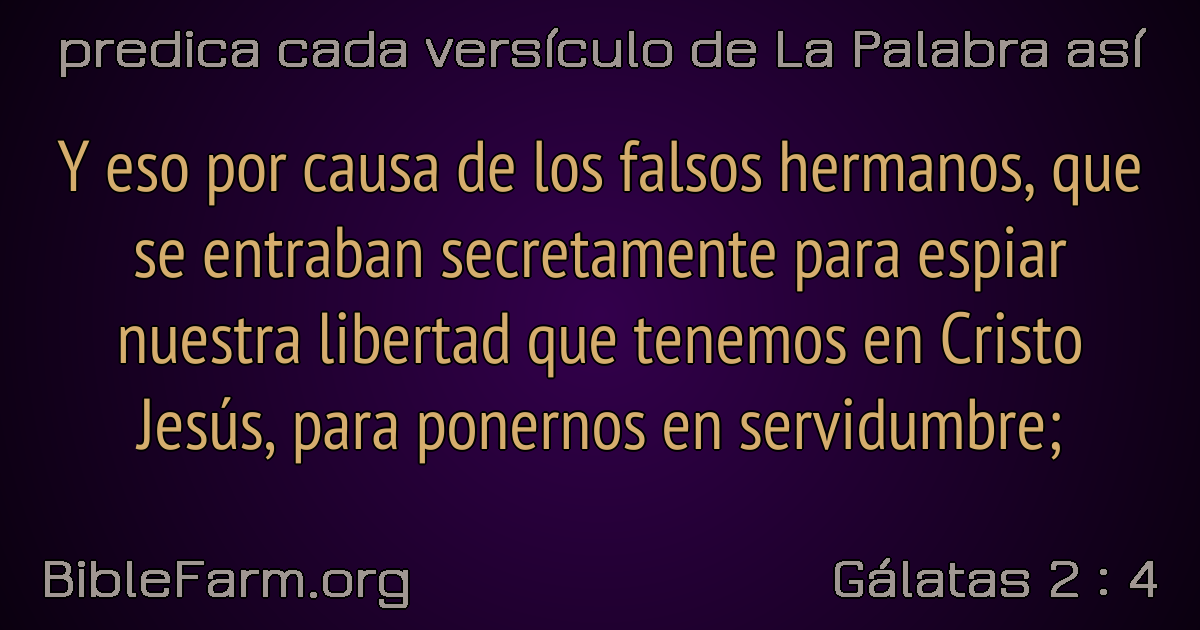 predica cada versículo de La Palabra así
Y eso por causa de los falsos hermanos, que
se entraban secretamente para espiar
nuestra libertad que tenemos en Cristo
Jesús, para ponernos en servidumbre;
BibleFarm.org
Gálatas 2 : 4